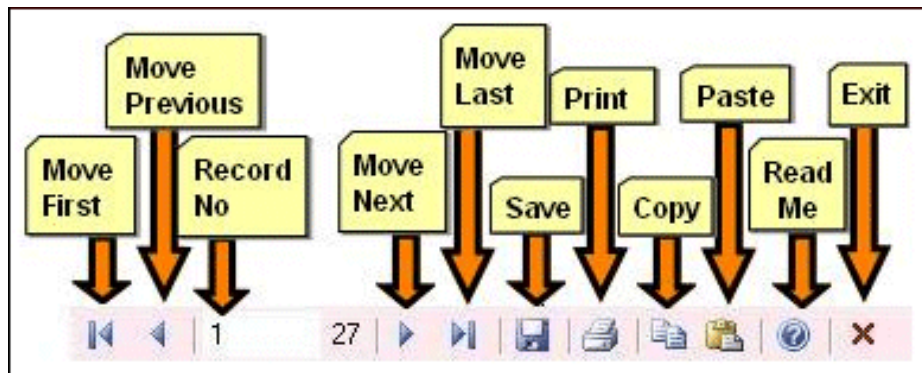 Move
First
Move
Previous
Record
No
Move
Next
Move
Last
Save
Print
Copy
Paste
Read
Me
Exit
1 27